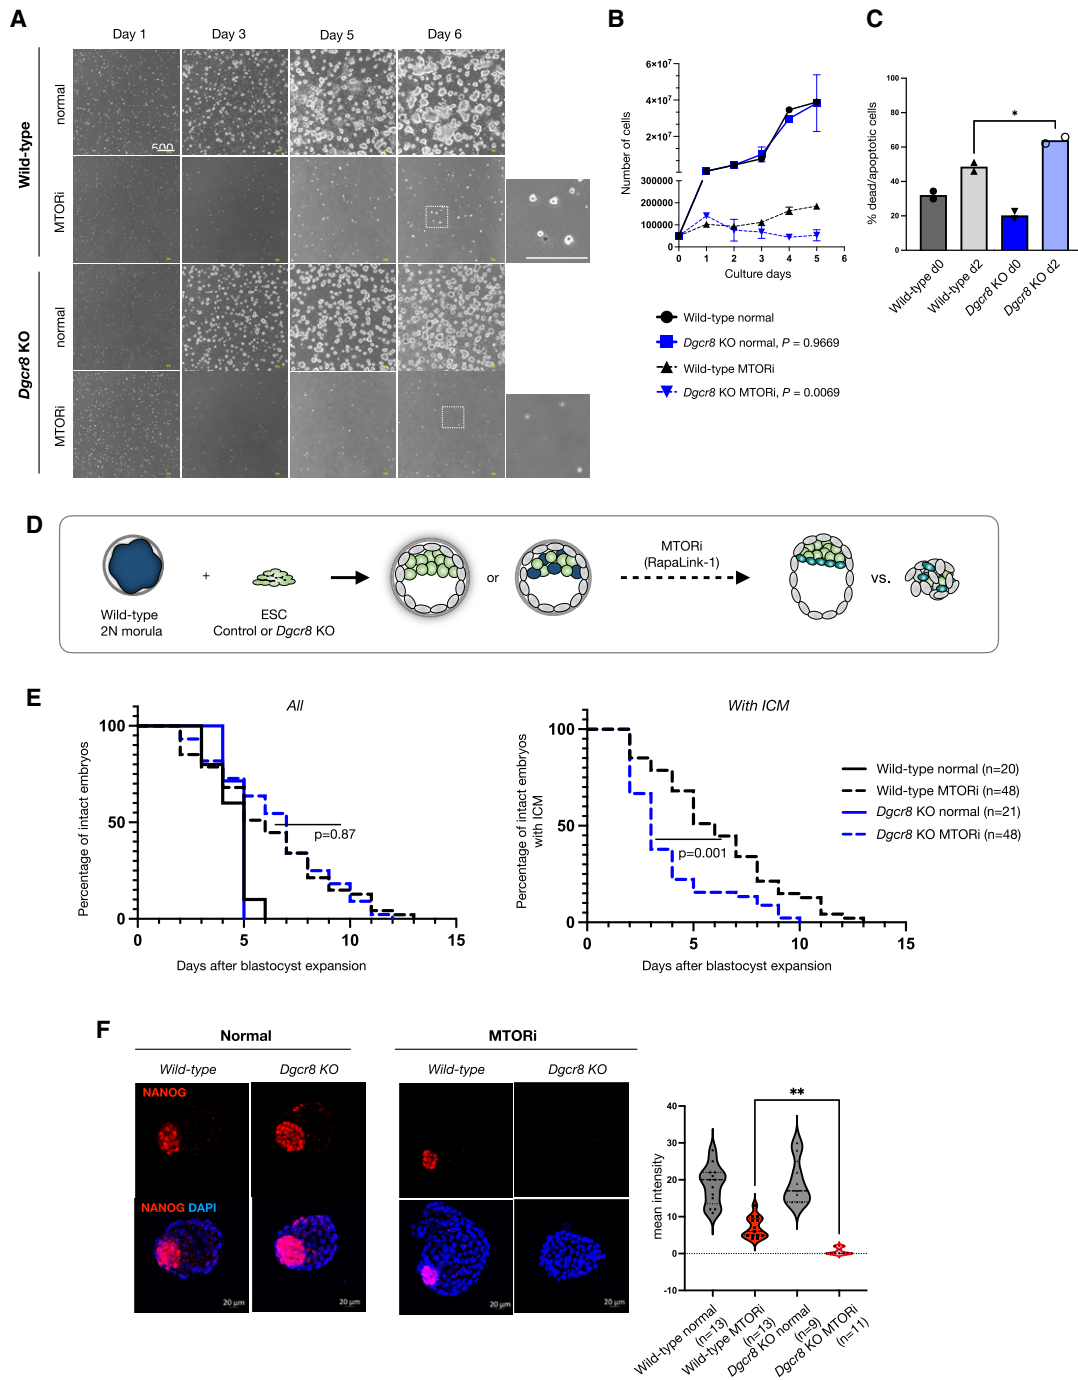 A
Day 1
Day 3
Day 5
Day 6
Wild-type
normal
MTORi
500
Dgcr8 KO
normal
MTORi
B
Number of cells
6×10⁷
4×10⁷
2×10⁷
300000
200000
100000
0
0 1 2 3 4 5 6
Culture days
Wild-type normal
Dgcr8 KO normal, P = 0.9669
Wild-type MTORi
Dgcr8 KO MTORi, P = 0.0069
C
% dead/apoptotic cells
100
80
60
40
20
0
*
Wild-type d0
Wild-type d2
Dgcr8 KO d0
Dgcr8 KO d2
D
Wild-type
2N morula
+
ESC
Control or Dgcr8 KO
or
MTORi
(RapaLink-1)
vs.
E
All
Percentage of intact embryos
100
50
0
p=0.87
0 5 10 15
Days after blastocyst expansion
With ICM
Percentage of intact embryos
with ICM
100
50
0
p=0.001
0 5 10 15
Days after blastocyst expansion
Wild-type normal (n=20)
Wild-type MTORi (n=48)
Dgcr8 KO normal (n=21)
Dgcr8 KO MTORi (n=48)
F
Normal
MTORi
Wild-type
Dgcr8 KO
Wild-type
Dgcr8 KO
NANOG
NANOG DAPI
20 µm
20 µm
20 µm
20 µm
mean intensity
40
30
20
10
0
-10
**
Wild-type normal
(n=13)
Wild-type MTORi
(n=13)
Dgcr8 KO normal
(n=9)
Dgcr8 KO MTORi
(n=11)